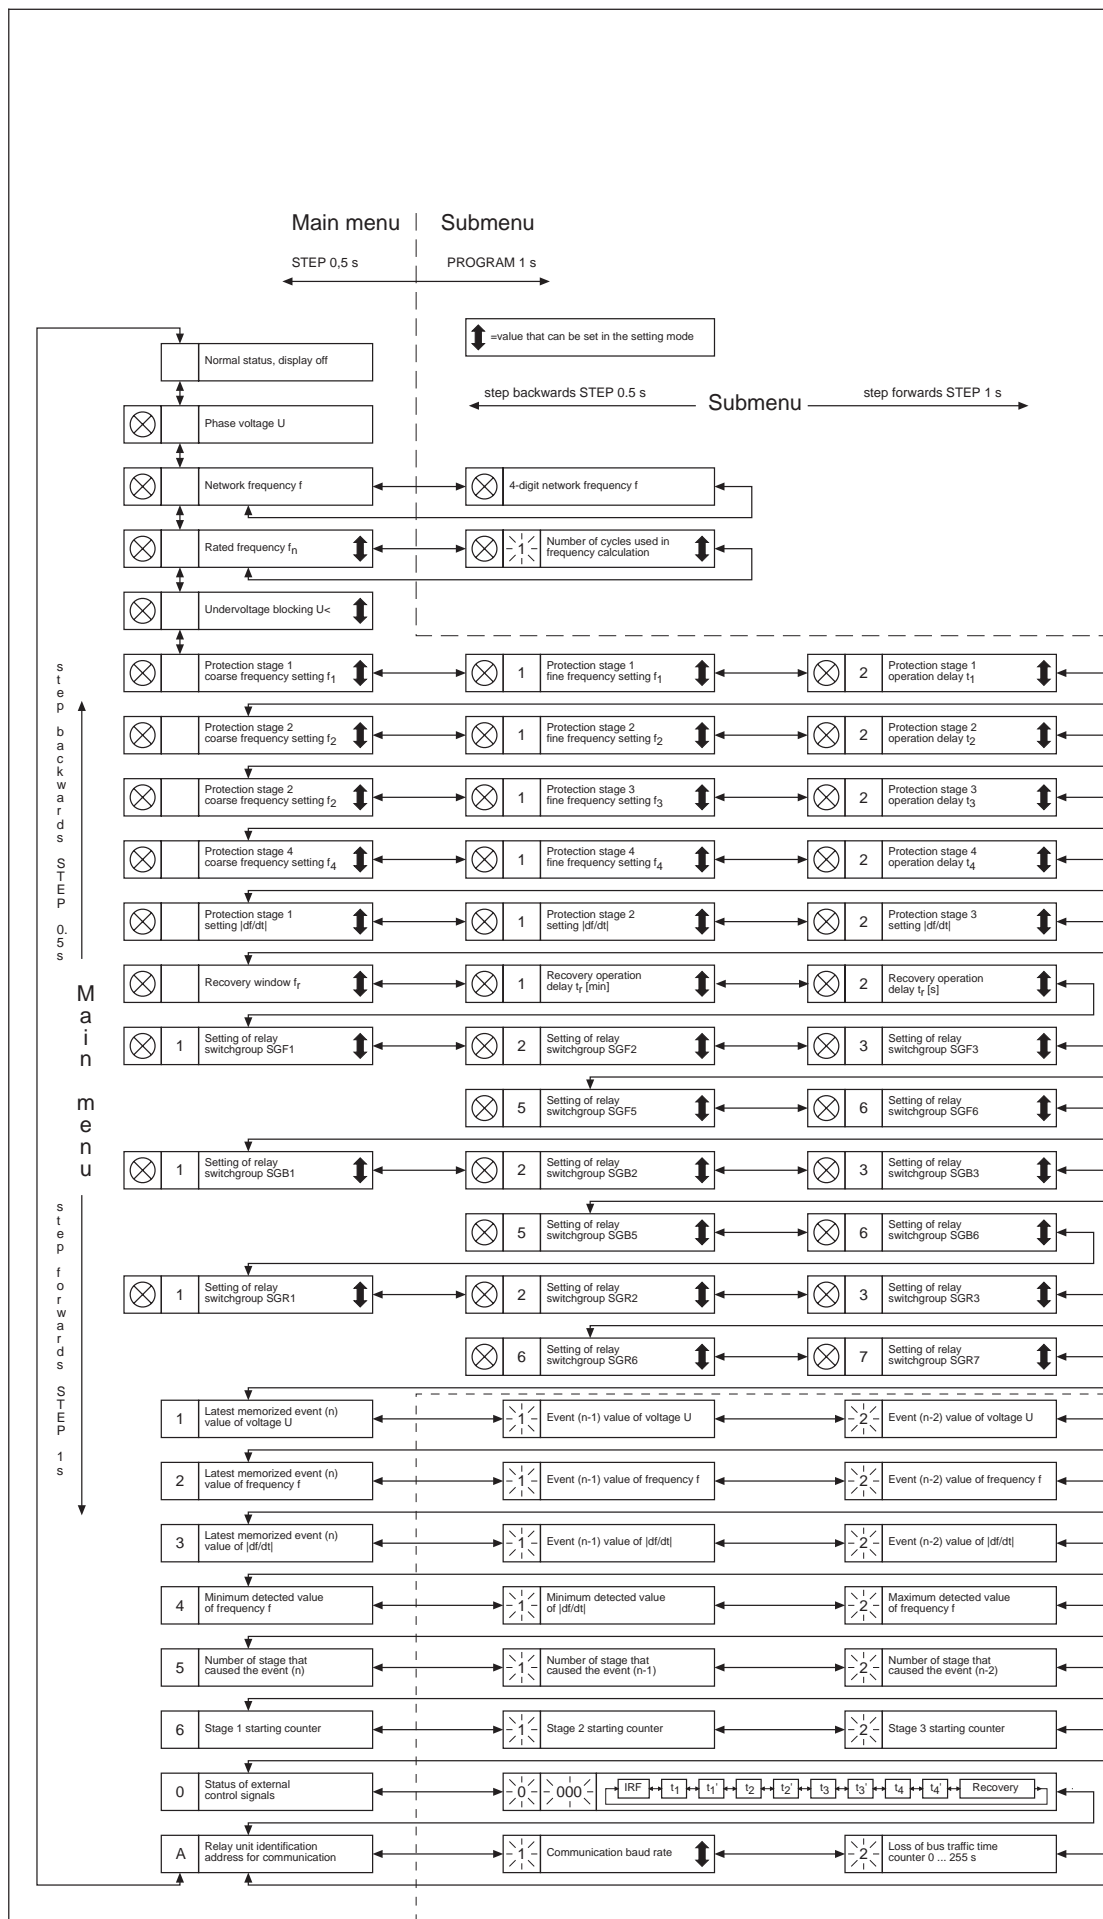 Main menu
Submenu
STEP 0,5 s
PROGRAM 1 s
=value that can be set in the setting mode
Normal status, display off
step backwards STEP 0.5 s
Submenu
step forwards STEP 1 s
Phase voltage U
Network frequency f
4-digit network frequency f
Rated frequency fn
1
Number of cycles used in
frequency calculation
Undervoltage blocking U<
step backwards STEP 0.5s
Main menu
step forwards STEP 1s
Protection stage 1
coarse frequency setting f1
1
Protection stage 1
fine frequency setting f1
2
Protection stage 1
operation delay t1
Protection stage 2
coarse frequency setting f2
1
Protection stage 2
fine frequency setting f2
2
Protection stage 2
operation delay t2
Protection stage 2
coarse frequency setting f2
1
Protection stage 3
fine frequency setting f3
2
Protection stage 3
operation delay t3
Protection stage 4
coarse frequency setting f4
1
Protection stage 4
fine frequency setting f4
2
Protection stage 4
operation delay t4
Protection stage 1
setting |df/dt|
1
Protection stage 2
setting |df/dt|
2
Protection stage 3
setting |df/dt|
Recovery window fr
1
Recovery operation
delay tr [min]
2
Recovery operation
delay tr [s]
1
Setting of relay
switchgroup SGF1
2
Setting of relay
switchgroup SGF2
3
Setting of relay
switchgroup SGF3
5
Setting of relay
switchgroup SGF5
6
Setting of relay
switchgroup SGF6
1
Setting of relay
switchgroup SGB1
2
Setting of relay
switchgroup SGB2
3
Setting of relay
switchgroup SGB3
5
Setting of relay
switchgroup SGB5
6
Setting of relay
switchgroup SGB6
1
Setting of relay
switchgroup SGR1
2
Setting of relay
switchgroup SGR2
3
Setting of relay
switchgroup SGR3
6
Setting of relay
switchgroup SGR6
7
Setting of relay
switchgroup SGR7
1
Latest memorized event (n)
value of voltage U
1
Event (n-1) value of voltage U
2
Event (n-2) value of voltage U
2
Latest memorized event (n)
value of frequency f
1
Event (n-1) value of frequency f
2
Event (n-2) value of frequency f
3
Latest memorized event (n)
value of |df/dt|
1
Event (n-1) value of |df/dt|
2
Event (n-2) value of |df/dt|
4
Minimum detected value
of frequency f
1
Minimum detected value
of |df/dt|
2
Maximum detected value
of frequency f
5
Number of stage that
caused the event (n)
1
Number of stage that
caused the event (n-1)
2
Number of stage that
caused the event (n-2)
6
Stage 1 starting counter
1
Stage 2 starting counter
2
Stage 3 starting counter
0
Status of external
control signals
0
000
IRF t1 t1' t2 t2' t3 t3' t4 t4' Recovery
A
Relay unit identification
address for communication
1
Communication baud rate
2
Loss of bus traffic time
counter 0 ... 255 s